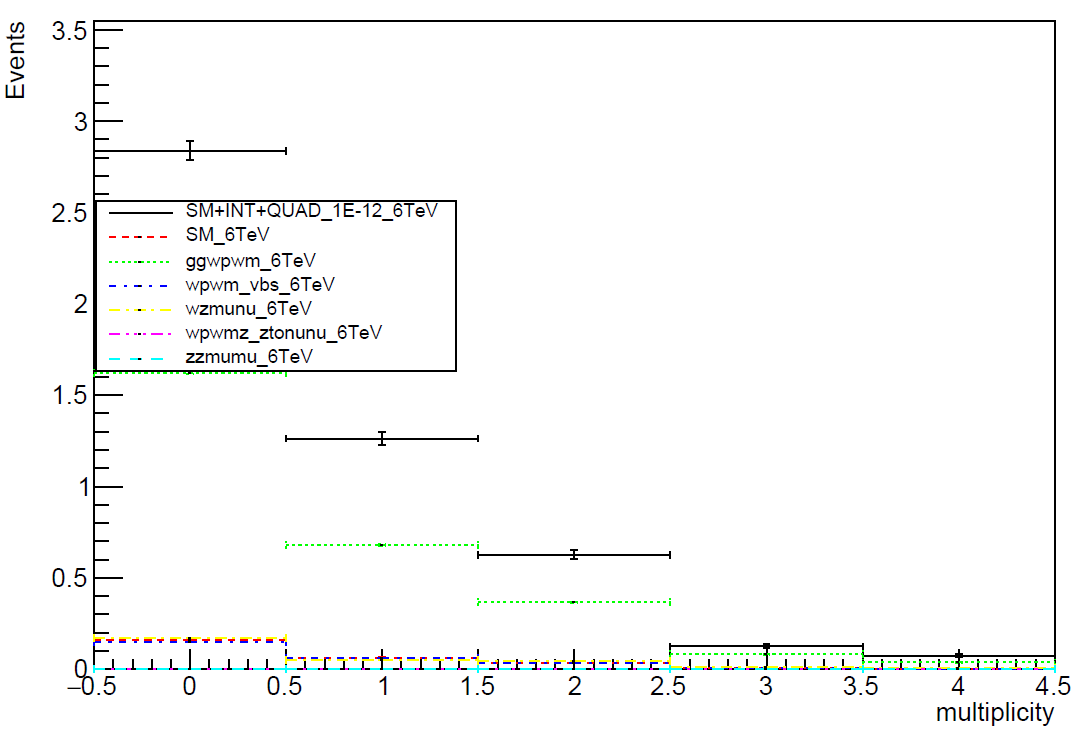 Events
3.5
3
2.5
2
1.5
1
0.5
0
SM+INT+QUAD_1E-12_6TeV
SM_6TeV
ggwpwm_6TeV
wpwm_vbs_6TeV
wzmunu_6TeV
wpwmz_ztonunu_6TeV
zzmumu_6TeV
−0.5 0 0.5 1 1.5 2 2.5 3 3.5 4 4.5
multiplicity